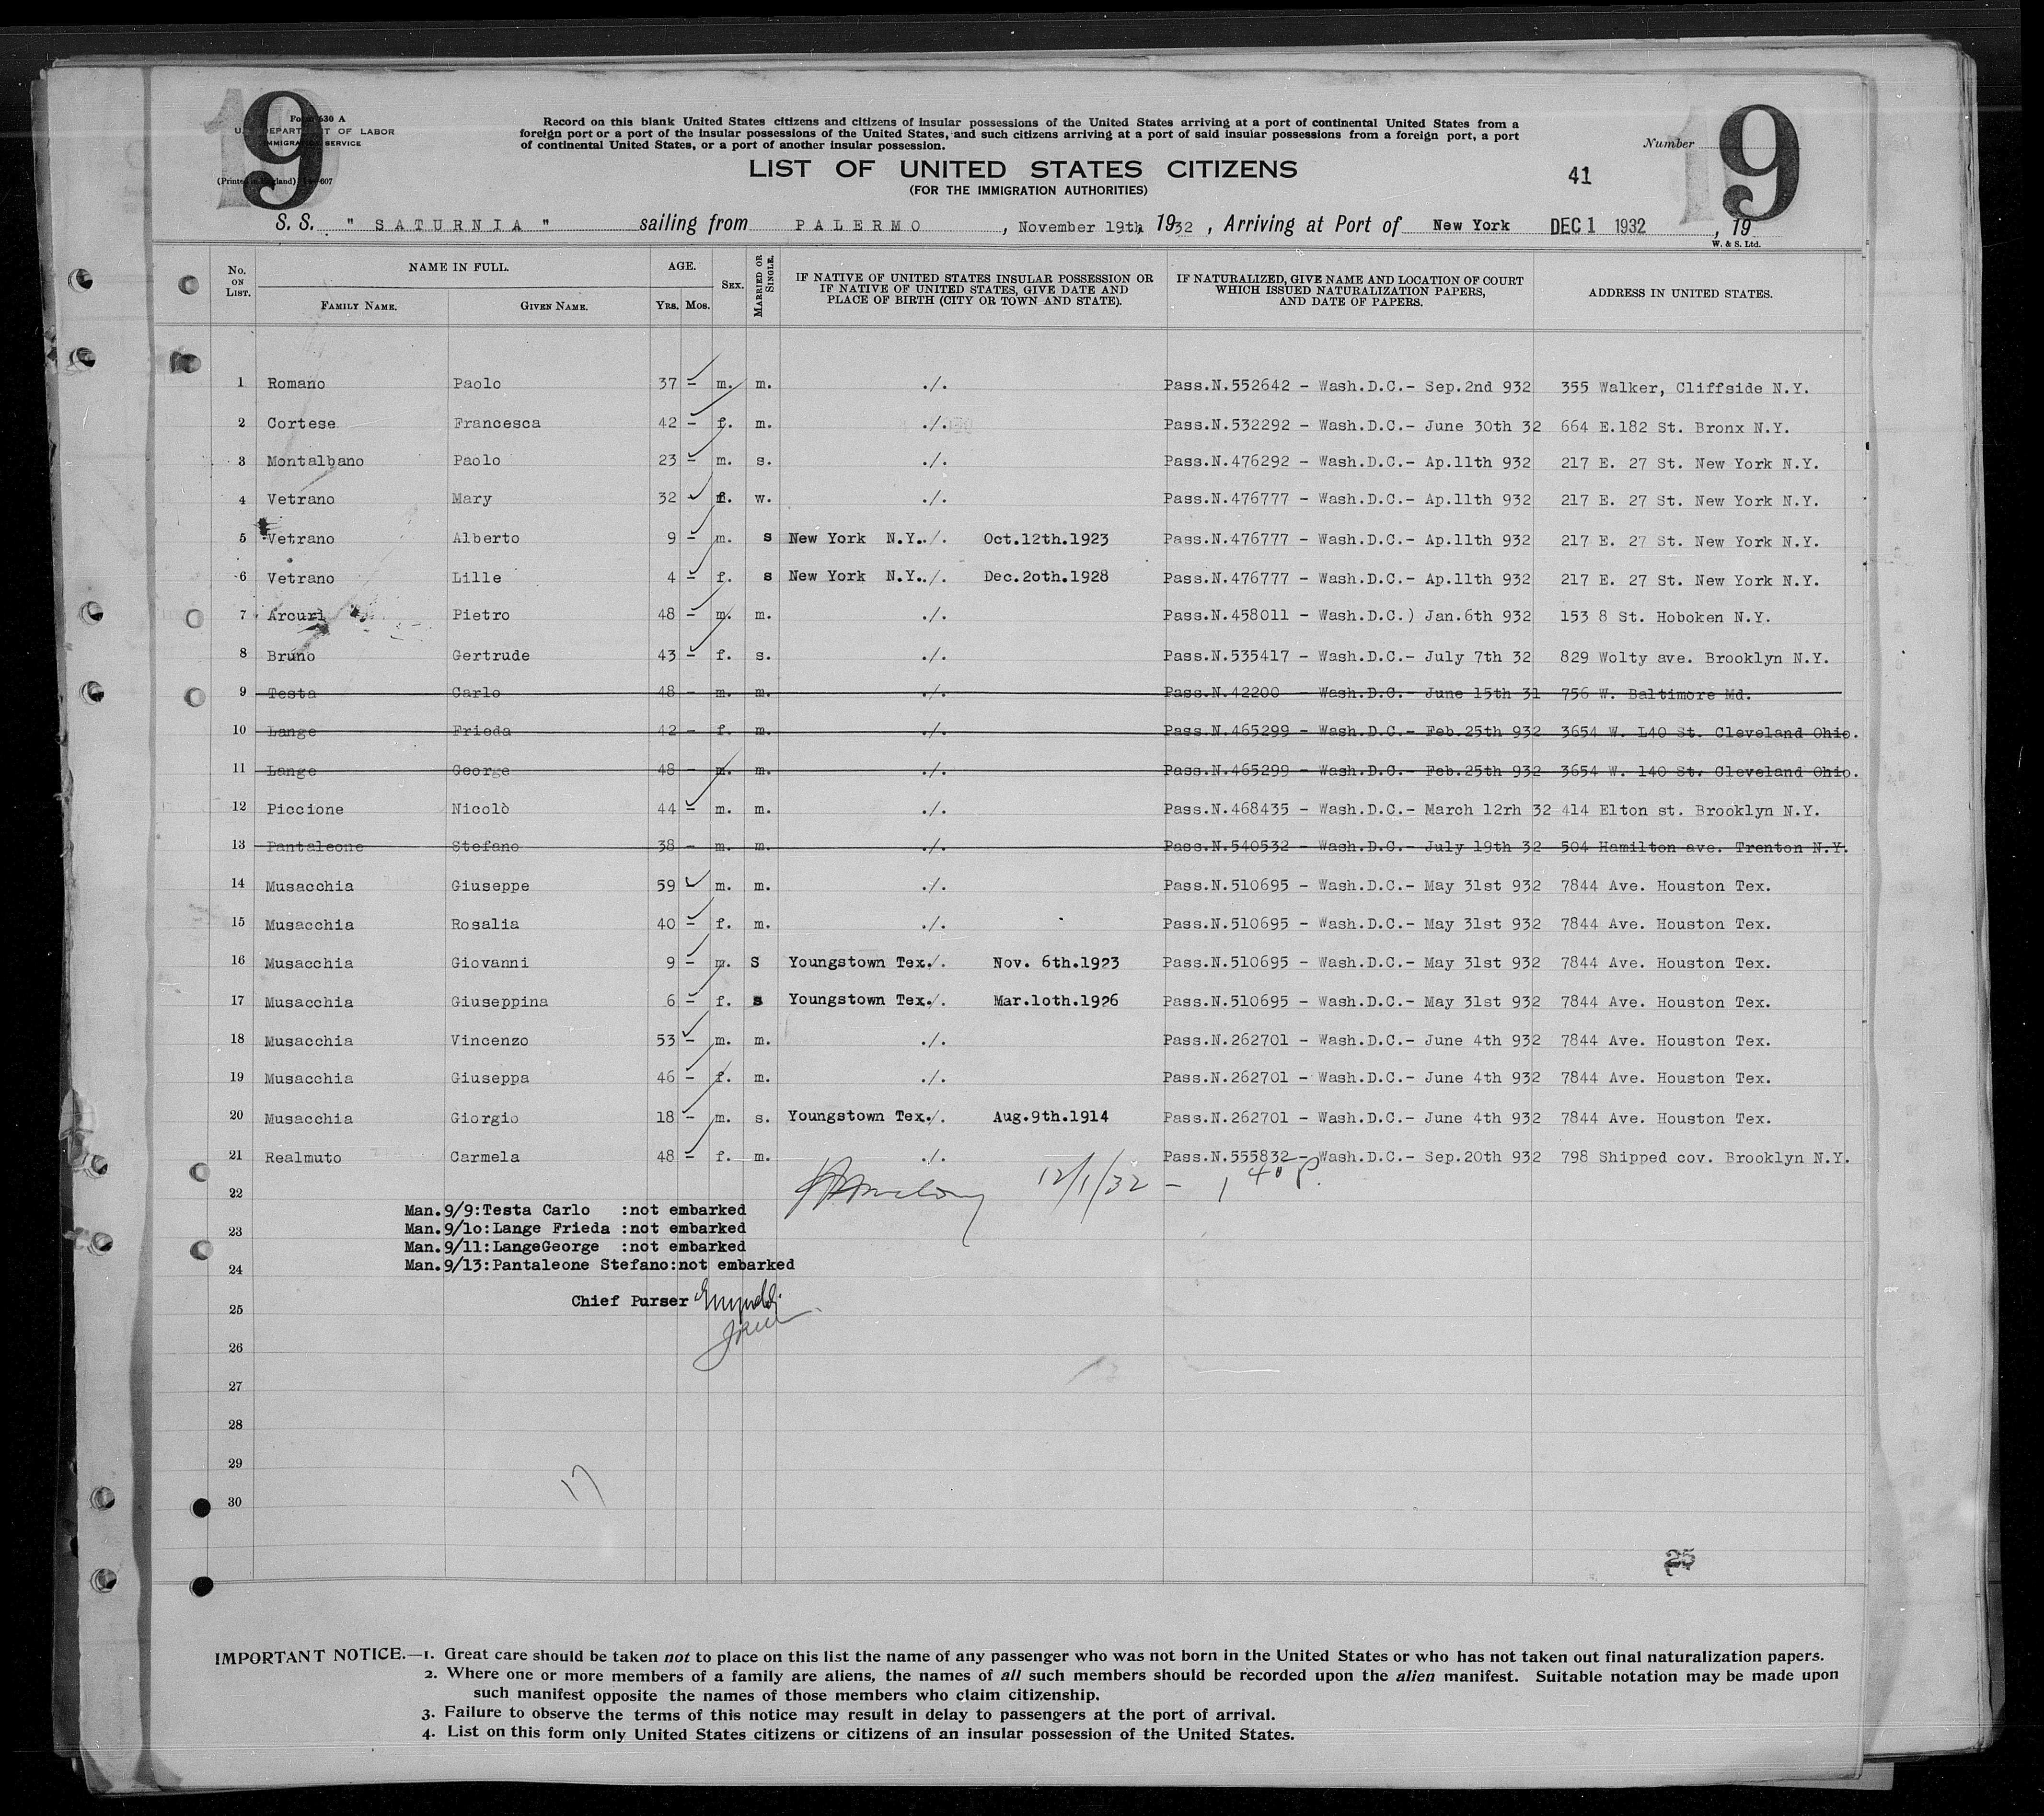 9
Form 630 A
U.S. DEPARTMENT OF LABOR
IMMIGRATION SERVICE
(Printed in England) 607
Record on this blank United States citizens and citizens of insular possessions of the United States arriving at a port of continental United States from a
foreign port or a port of the insular possessions of the United States, and such citizens arriving at a port of said insular possessions from a foreign port, a port
of continental United States, or a port of another insular possession.
Number 9
LIST OF UNITED STATES CITIZENS
(FOR THE IMMIGRATION AUTHORITIES)
41
S. S. " SATURNIA " sailing from PALERMO , November 19th, 1932 , Arriving at Port of New York DEC 1 1932 , 19
W. & S. Ltd.
No. ON LIST. NAME IN FULL. FAMILY NAME. GIVEN NAME. AGE. YRS. MOS. SEX. MARRIED OR SINGLE. IF NATIVE OF UNITED STATES INSULAR POSSESSION OR IF NATIVE OF UNITED STATES, GIVE DATE AND PLACE OF BIRTH (CITY OR TOWN AND STATE). IF NATURALIZED, GIVE NAME AND LOCATION OF COURT WHICH ISSUED NATURALIZATION PAPERS, AND DATE OF PAPERS. ADDRESS IN UNITED STATES.
1 Romano Paolo 37 - m. m. ./. Pass.N.552642 - Wash.D.C.- Sep.2nd 932 355 Walker, Cliffside N.Y.
2 Cortese Francesca 42 - f. m. ./. Pass.N.532292 - Wash.D.C.- June 30th 32 664 E.182 St. Bronx N.Y.
3 Montalbano Paolo 23 - m. s. ./. Pass.N.476292 - Wash.D.C.- Ap.11th 932 217 E. 27 St. New York N.Y.
4 Vetrano Mary 32 f. w. ./. Pass.N.476777 - Wash.D.C.- Ap.11th 932 217 E. 27 St. New York N.Y.
5 Vetrano Alberto 9 - m. s New York N.Y../. Oct.12th.1923 Pass.N.476777 - Wash.D.C.- Ap.11th 932 217 E. 27 St. New York N.Y.
6 Vetrano Lille 4 - f. s New York N.Y../. Dec.2oth.1928 Pass.N.476777 - Wash.D.C.- Ap.11th 932 217 E. 27 St. New York N.Y.
7 Arcuri Pietro 48 - m. m. ./. Pass.N.458011 - Wash.D.C.) Jan.6th 932 153 8 St. Hoboken N.Y.
8 Bruno Gertrude 43 - f. s. ./. Pass.N.535417 - Wash.D.C.- July 7th 32 829 Wolty ave. Brooklyn N.Y.
9 Testa Carlo 48 - m. m. ./. Pass.N.42200 - Wash.D.C.- June 15th 31 756 W. Baltimore Md.
10 Lange Frieda 42 - f. m. ./. Pass.N.465299 - Wash.D.C.- Feb.25th 932 3654 W. L40 St. Cleveland Ohio.
11 Lange George 48 - m. m. ./. Pass.N.465299 - Wash.D.C.- Feb.25th 932 3654 W. 140 St. Cleveland Ohio.
12 Piccione Nicolò 44 - m. m. ./. Pass.N.468435 - Wash.D.C.- March 12rh 32 414 Elton st. Brooklyn N.Y.
13 Pantaleone Stefano 38 - m. m. ./. Pass.N.540532 - Wash.D.C.- July 19th 32 504 Hamilton ave. Trenton N.Y.
14 Musacchia Giuseppe 59 m. m. ./. Pass.N.510695 - Wash.D.C.- May 31st 932 7844 Ave. Houston Tex.
15 Musacchia Rosalia 40 - f. m. ./. Pass.N.510695 - Wash.D.C.- May 31st 932 7844 Ave. Houston Tex.
16 Musacchia Giovanni 9 - m. S Youngstown Tex./. Nov. 6th.1923 Pass.N.510695 - Wash.D.C.- May 31st 932 7844 Ave. Houston Tex.
17 Musacchia Giuseppina 6 - f. s Youngstown Tex./. Mar.1oth.1926 Pass.N.510695 - Wash.D.C.- May 31st 932 7844 Ave. Houston Tex.
18 Musacchia Vincenzo 53 - m. m. ./. Pass.N.262701 - Wash.D.C.- June 4th 932 7844 Ave. Houston Tex.
19 Musacchia Giuseppa 46 - f. m. ./. Pass.N.262701 - Wash.D.C.- June 4th 932 7844 Ave. Houston Tex.
20 Musacchia Giorgio 18 - m. s. Youngstown Tex./. Aug.9th.1914 Pass.N.262701 - Wash.D.C.- June 4th 932 7844 Ave. Houston Tex.
21 Realmuto Carmela 48 - f. m. ./. Pass.N.555832 - Wash.D.C.- Sep.20th 932 798 Shipped cov. Brooklyn N.Y.
22 12/1/32 -
Man.9/9:Testa Carlo :not embarked
23 Man.9/1o:Lange Frieda :not embarked
Man.9/11:LangeGeorge :not embarked
24 Man.9/13:Pantaleone Stefano:not embarked
25 Chief Purser
26
27
28
29
30
17
25
IMPORTANT NOTICE.—1. Great care should be taken not to place on this list the name of any passenger who was not born in the United States or who has not taken out final naturalization papers.
2. Where one or more members of a family are aliens, the names of all such members should be recorded upon the alien manifest. Suitable notation may be made upon
such manifest opposite the names of those members who claim citizenship.
3. Failure to observe the terms of this notice may result in delay to passengers at the port of arrival.
4. List on this form only United States citizens or citizens of an insular possession of the United States.